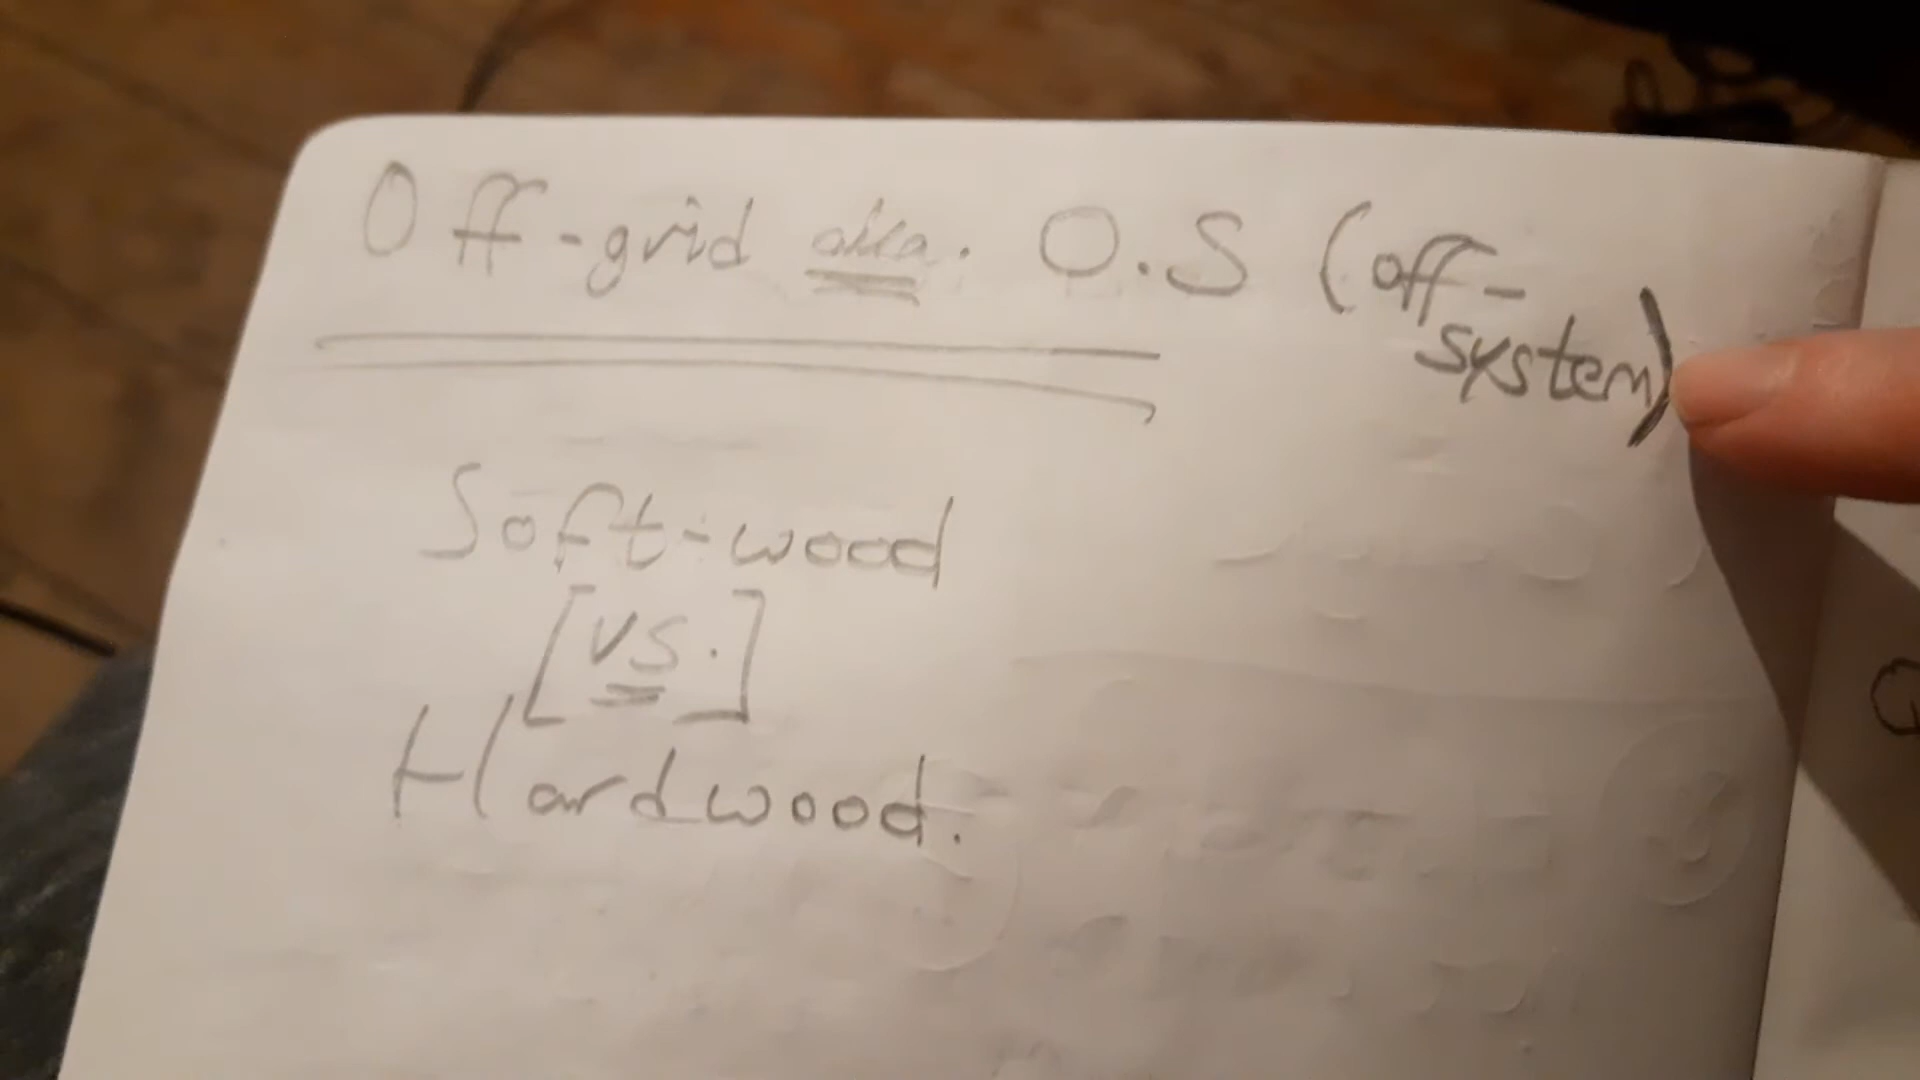 Off-grid aka. O.S (off-
system)
Soft-wood
[vs.]
Hardwood.